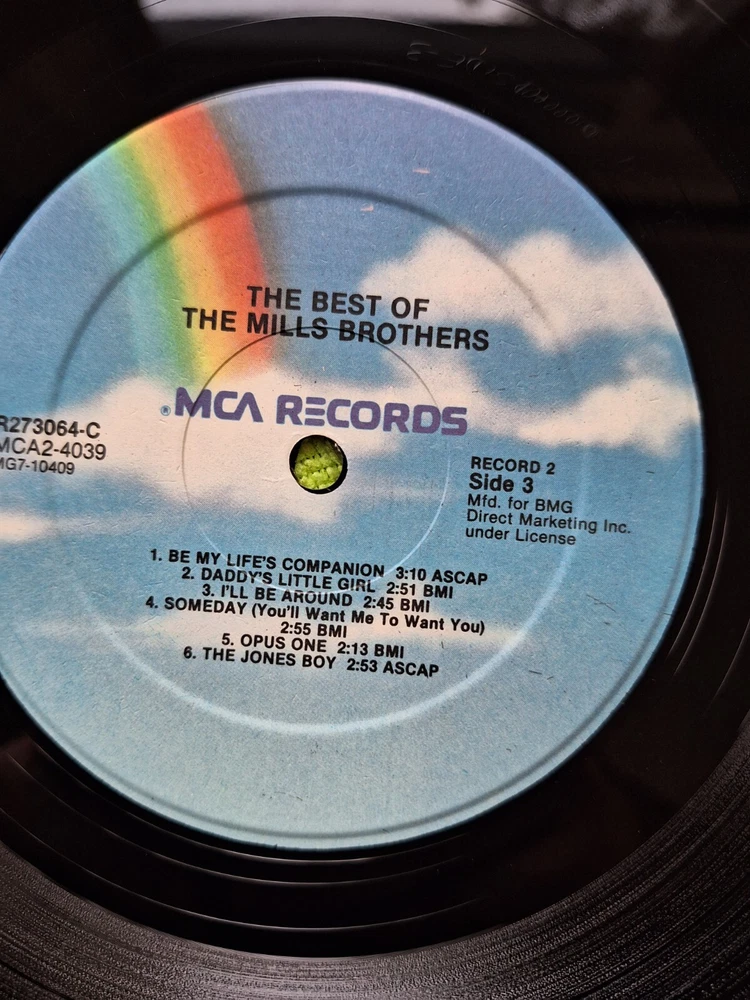 THE BEST OF
THE MILLS BROTHERS
®MCA RECORDS
R273064-C
MCA2-4039
MG7-10409
RECORD 2
Side 3
Mfd. for BMG
Direct Marketing Inc.
under License
1. BE MY LIFE'S COMPANION 3:10 ASCAP
2. DADDY'S LITTLE GIRL 2:51 BMI
3. I'LL BE AROUND 2:45 BMI
4. SOMEDAY (You'll Want Me To Want You)
2:55 BMI
5. OPUS ONE 2:13 BMI
6. THE JONES BOY 2:53 ASCAP